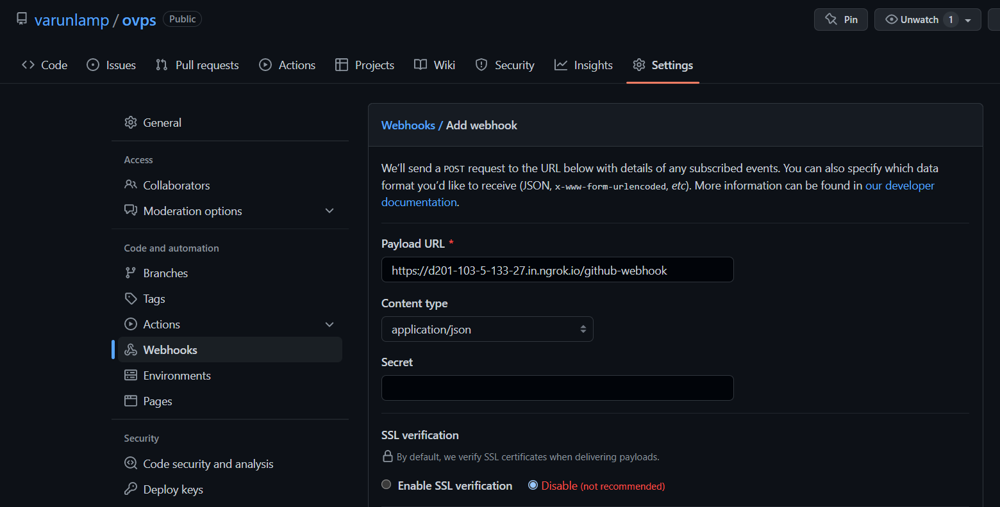 varunlamp / ovps Public
Pin
Unwatch 1
Code
Issues
Pull requests
Actions
Projects
Wiki
Security
Insights
Settings
General
Access
Collaborators
Moderation options
Code and automation
Branches
Tags
Actions
Webhooks
Environments
Pages
Security
Code security and analysis
Deploy keys
Webhooks / Add webhook
We’ll send a POST request to the URL below with details of any subscribed events. You can also specify which data
format you’d like to receive (JSON, x-www-form-urlencoded, etc). More information can be found in our developer
documentation.
Payload URL *
https://d201-103-5-133-27.in.ngrok.io/github-webhook
Content type
application/json
Secret
SSL verification
By default, we verify SSL certificates when delivering payloads.
Enable SSL verification
Disable (not recommended)